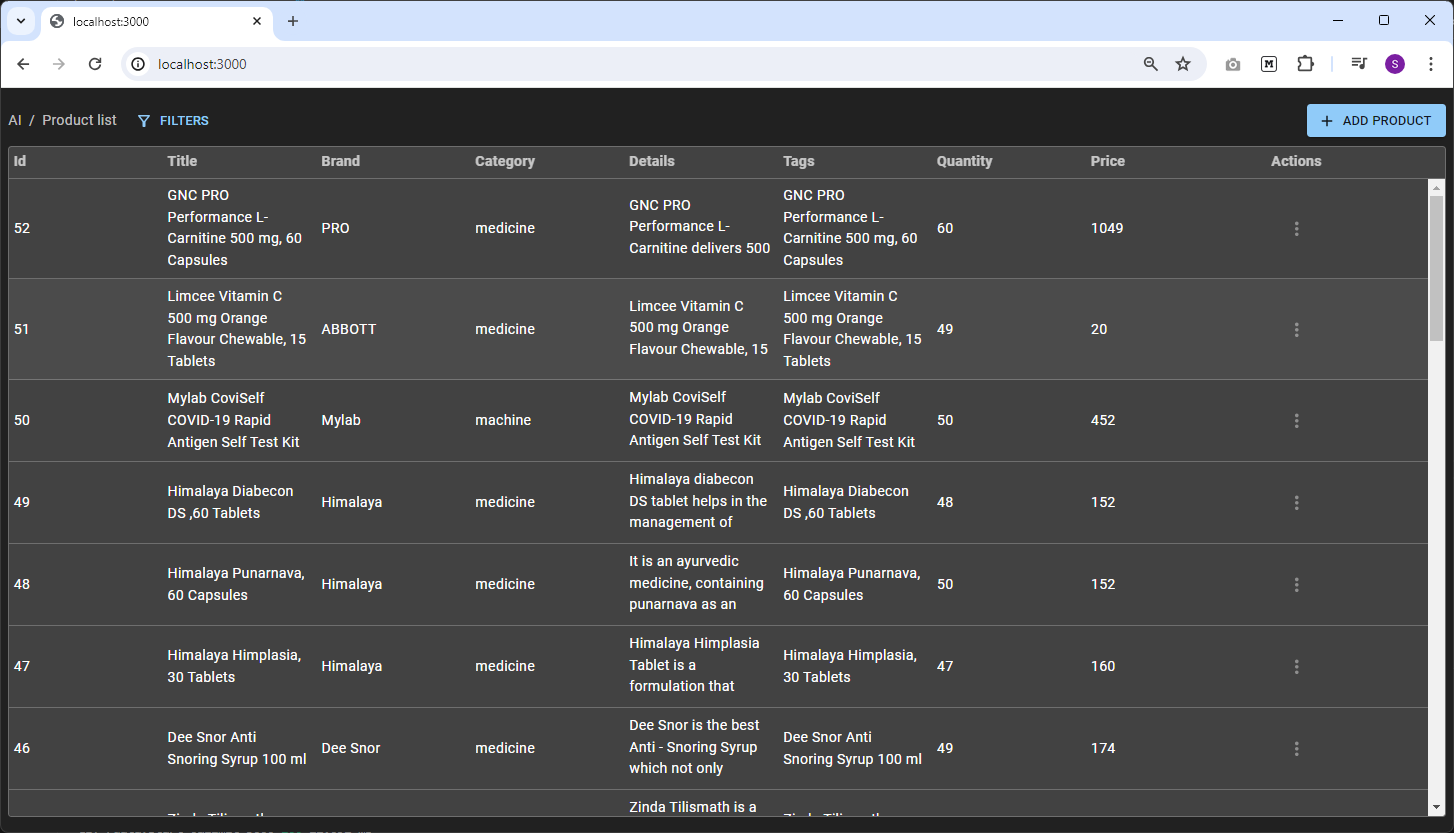 localhost:3000
localhost:3000
M
S
AI / Product list FILTERS + ADD PRODUCT
Id Title Brand Category Details Tags Quantity Price Actions
52
GNC PRO
Performance L-
Carnitine 500 mg, 60
Capsules
PRO
medicine
GNC PRO
Performance L-
Carnitine delivers 500
GNC PRO
Performance L-
Carnitine 500 mg, 60
Capsules
60
1049
51
Limcee Vitamin C
500 mg Orange
Flavour Chewable, 15
Tablets
ABBOTT
medicine
Limcee Vitamin C
500 mg Orange
Flavour Chewable, 15
Limcee Vitamin C
500 mg Orange
Flavour Chewable, 15
Tablets
49
20
50
Mylab CoviSelf
COVID-19 Rapid
Antigen Self Test Kit
Mylab
machine
Mylab CoviSelf
COVID-19 Rapid
Antigen Self Test Kit
Mylab CoviSelf
COVID-19 Rapid
Antigen Self Test Kit
50
452
49
Himalaya Diabecon
DS ,60 Tablets
Himalaya
medicine
Himalaya diabecon
DS tablet helps in the
management of
Himalaya Diabecon
DS ,60 Tablets
48
152
48
Himalaya Punarnava,
60 Capsules
Himalaya
medicine
It is an ayurvedic
medicine, containing
punarnava as an
Himalaya Punarnava,
60 Capsules
50
152
47
Himalaya Himplasia,
30 Tablets
Himalaya
medicine
Himalaya Himplasia
Tablet is a
formulation that
Himalaya Himplasia,
30 Tablets
47
160
46
Dee Snor Anti
Snoring Syrup 100 ml
Dee Snor
medicine
Dee Snor is the best
Anti - Snoring Syrup
which not only
Dee Snor Anti
Snoring Syrup 100 ml
49
174
Zinda Tilismath is a